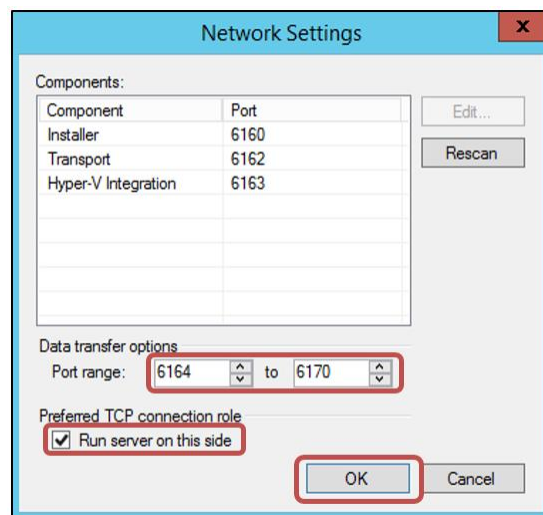 Network Settings
x
Components:
Component Port
Installer 6160
Transport 6162
Hyper-V Integration 6163
Edit...
Rescan
Data transfer options
Port range: 6164 to 6170
Preferred TCP connection role
Run server on this side
OK Cancel